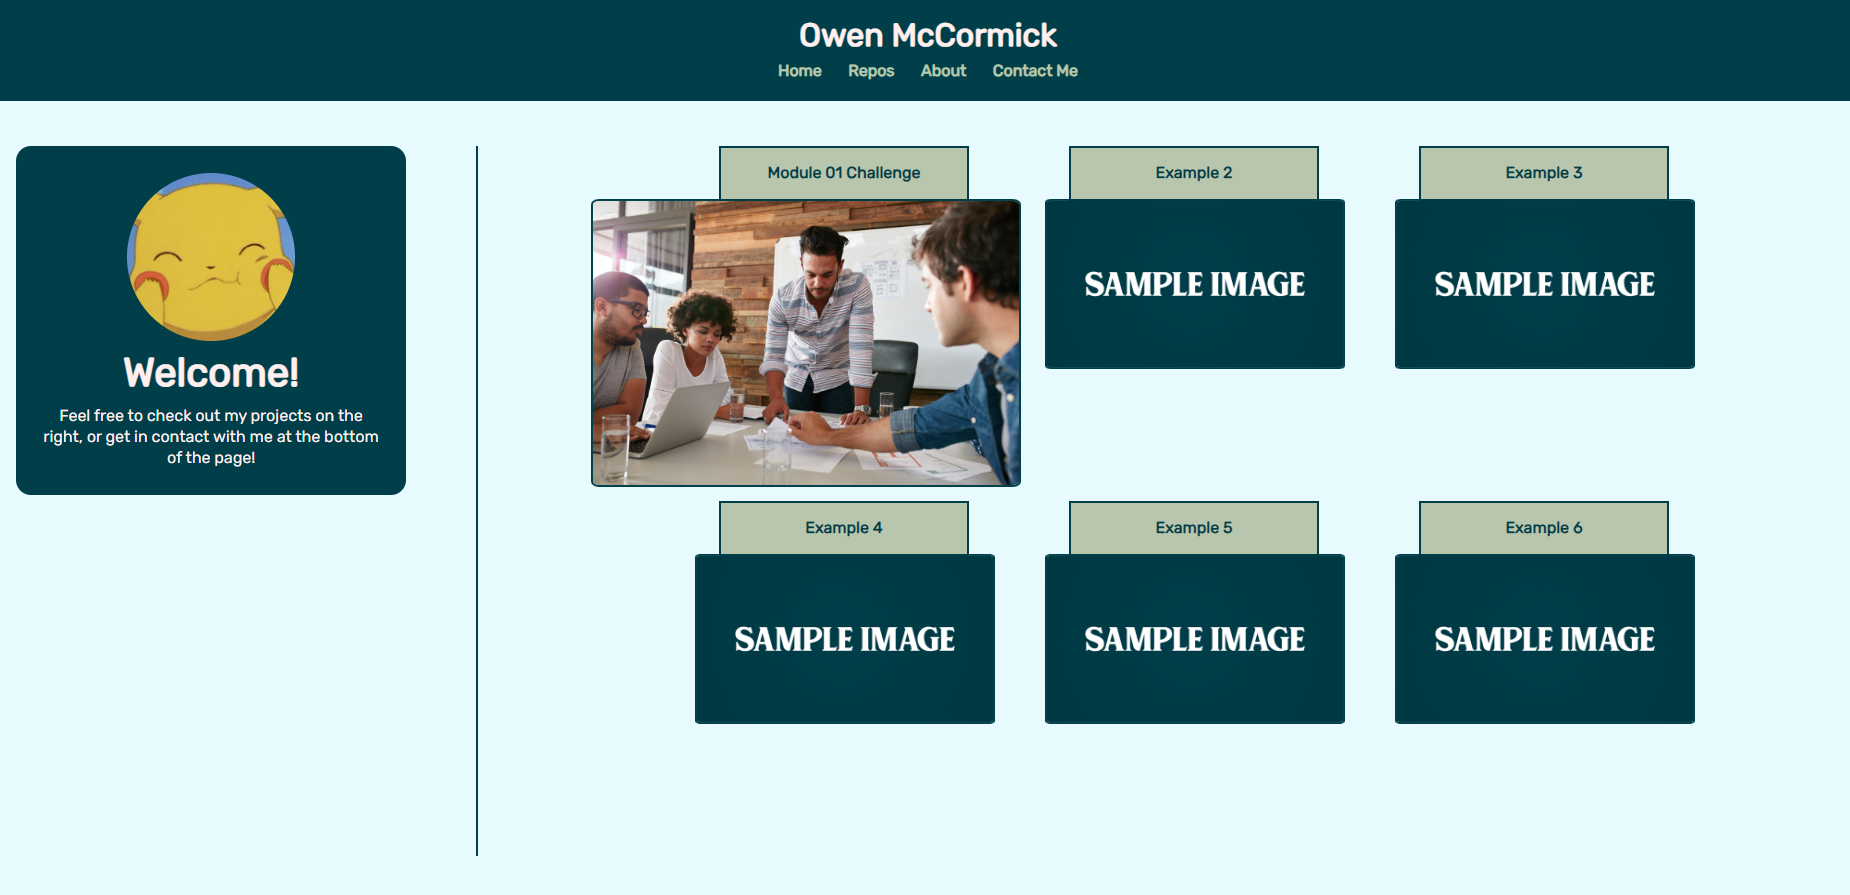 Owen McCormick
Home Repos About Contact Me
Welcome!
Feel free to check out my projects on the
right, or get in contact with me at the bottom
of the page!
Module 01 Challenge
Example 2
SAMPLE IMAGE
Example 3
SAMPLE IMAGE
Example 4
SAMPLE IMAGE
Example 5
SAMPLE IMAGE
Example 6
SAMPLE IMAGE